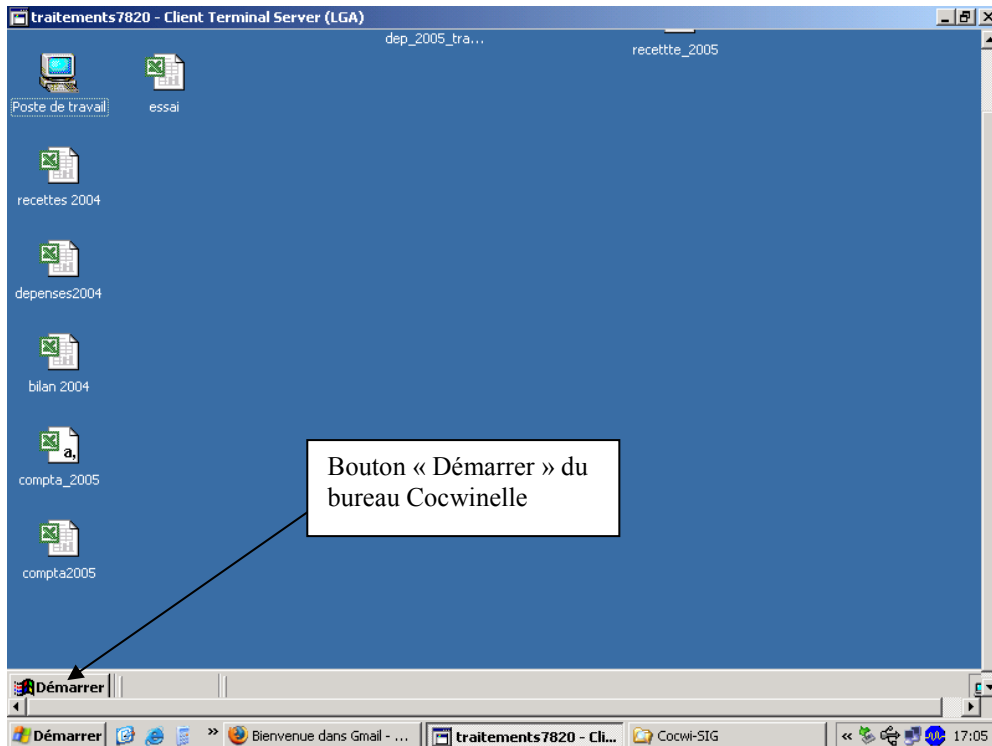 traitements7820 - Client Terminal Server (LGA)
dep_2005_tra...
recettte_2005
Poste de travail
essai
recettes 2004
depenses2004
bilan 2004
a,
compta_2005
compta2005
Bouton « Démarrer » du
bureau Cocwinelle
Démarrer
Démarrer
»
Bienvenue dans Gmail - ...
traitements7820 - Cli...
Cocwi-SIG
«
17:05